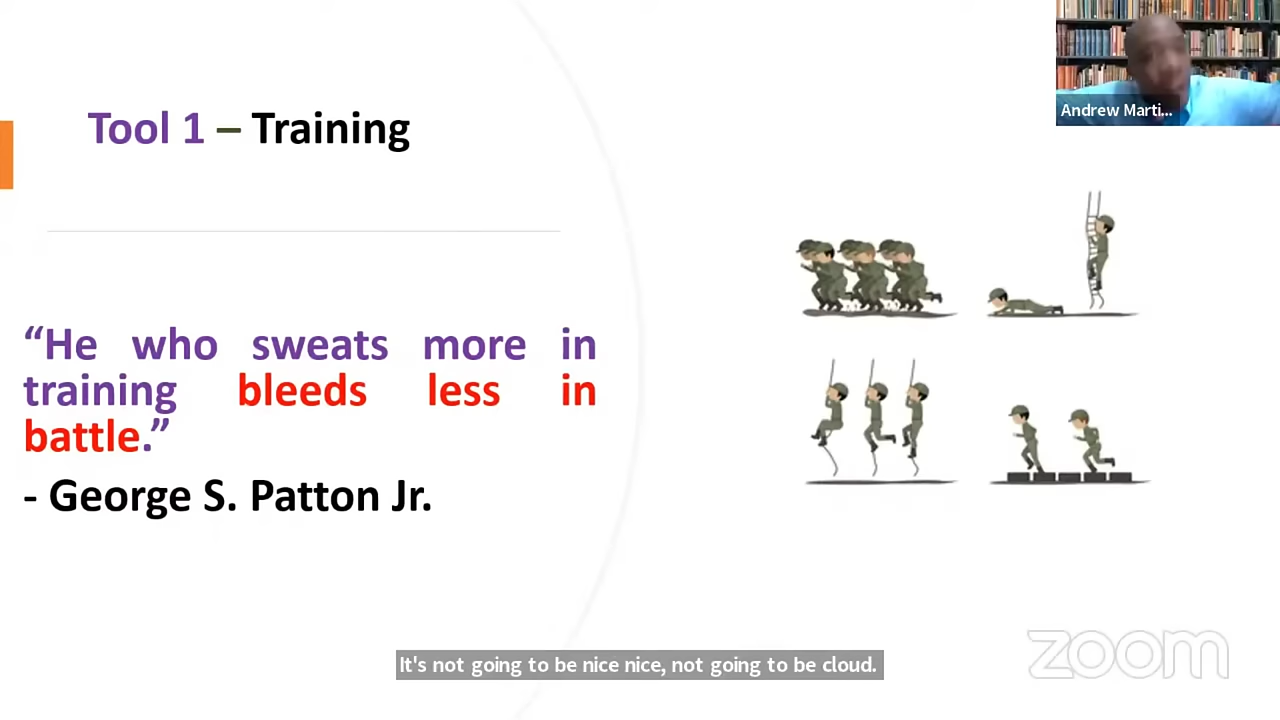 Tool 1 – Training
Andrew Marti...
“He who sweats more in
training bleeds less in
battle.”
- George S. Patton Jr.
It's not going to be nice nice, not going to be cloud.
zoom